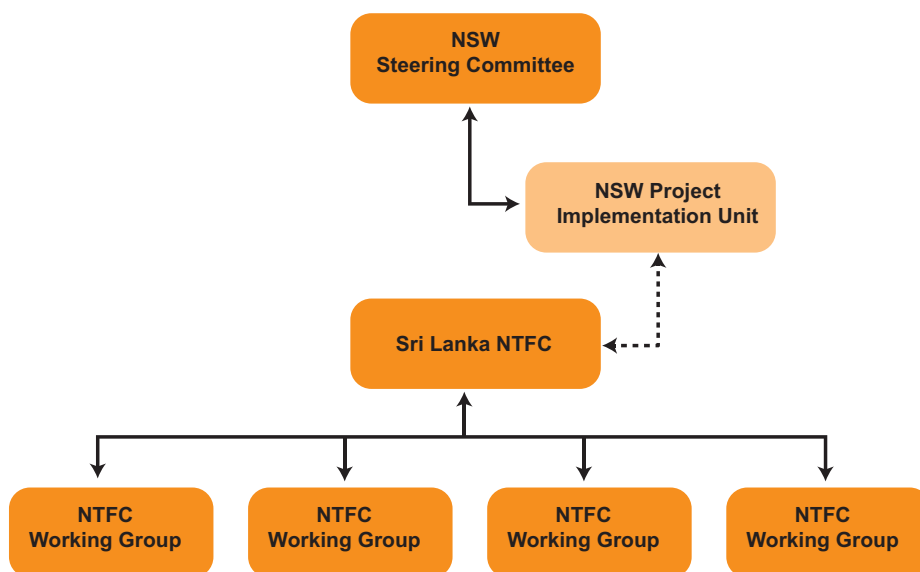 NSW
Steering Committee
NSW Project
Implementation Unit
Sri Lanka NTFC
NTFC
Working Group
NTFC
Working Group
NTFC
Working Group
NTFC
Working Group